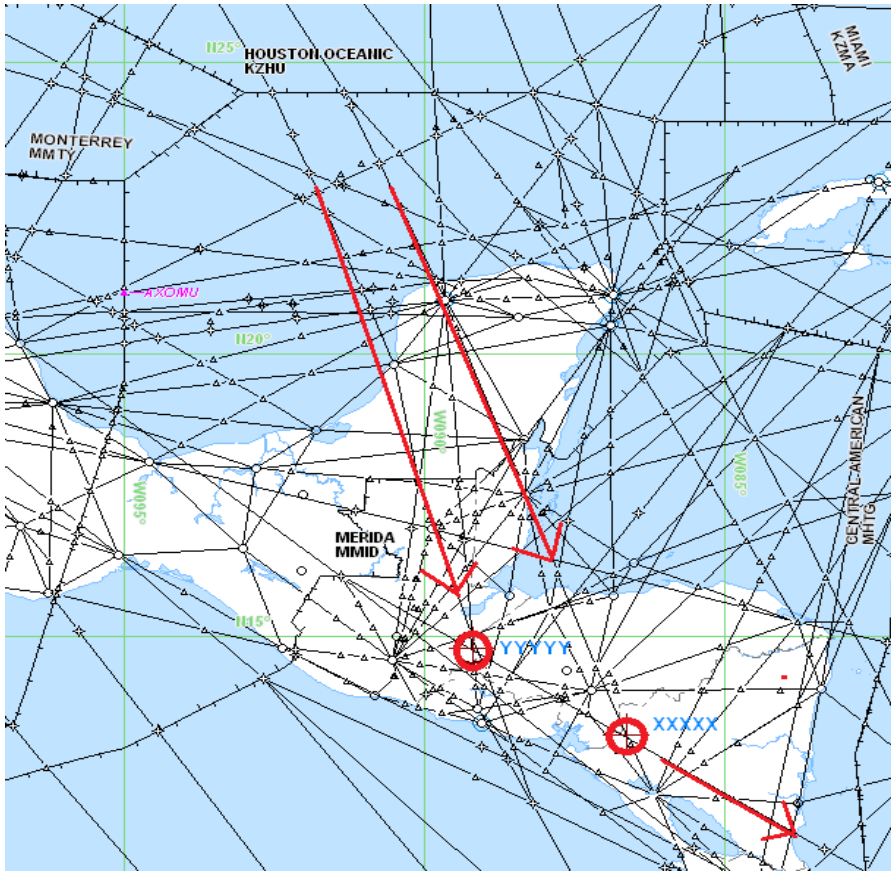 N25°
HOUSTON OCEANIC
KZHU
MIAMI
KZMA
MONTERREY
MMTY
AXOMU
N20°
W090°
W095°
W085°
CENTRAL AMERICAN
MHTG
MERIDA
MMID
N15°
YYYYY
XXXXX